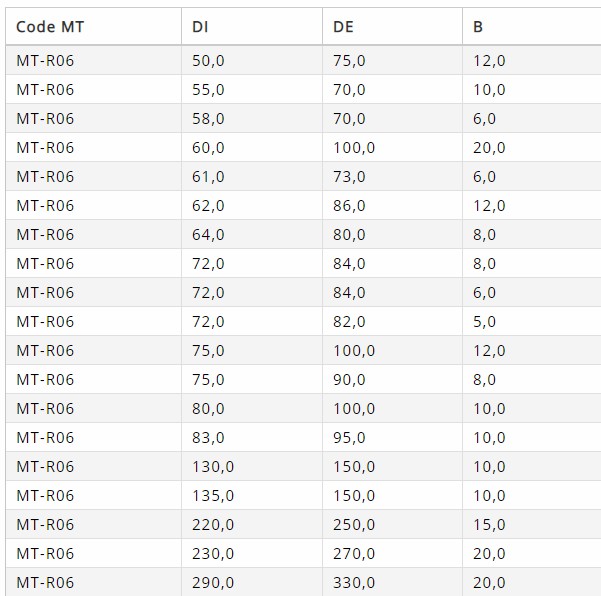 Code MT DI DE B
MT-R06 50,0 75,0 12,0
MT-R06 55,0 70,0 10,0
MT-R06 58,0 70,0 6,0
MT-R06 60,0 100,0 20,0
MT-R06 61,0 73,0 6,0
MT-R06 62,0 86,0 12,0
MT-R06 64,0 80,0 8,0
MT-R06 72,0 84,0 8,0
MT-R06 72,0 84,0 6,0
MT-R06 72,0 82,0 5,0
MT-R06 75,0 100,0 12,0
MT-R06 75,0 90,0 8,0
MT-R06 80,0 100,0 10,0
MT-R06 83,0 95,0 10,0
MT-R06 130,0 150,0 10,0
MT-R06 135,0 150,0 10,0
MT-R06 220,0 250,0 15,0
MT-R06 230,0 270,0 20,0
MT-R06 290,0 330,0 20,0